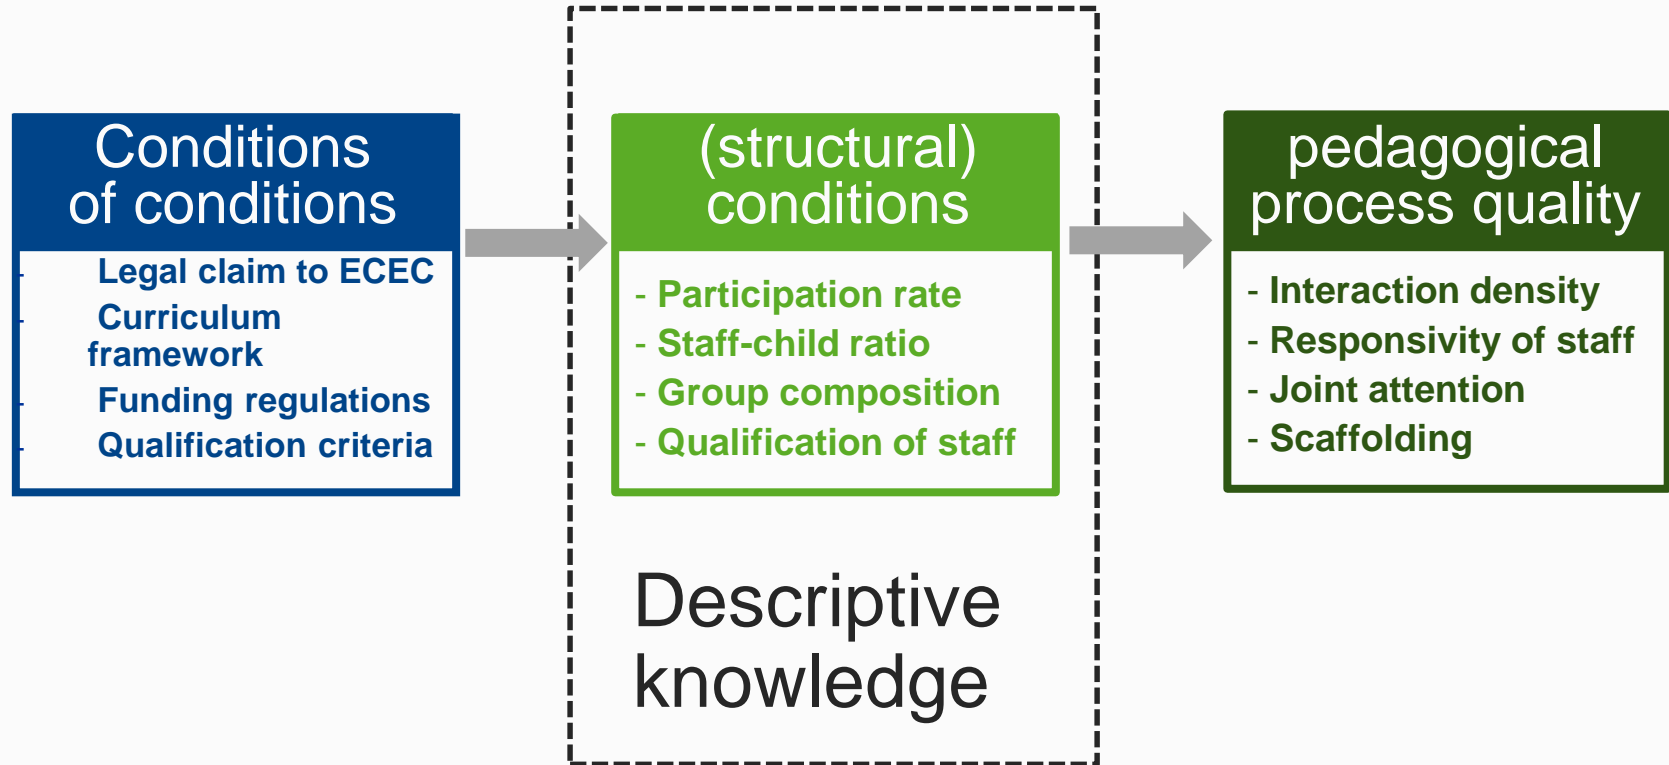 Conditions
of conditions
- Legal claim to ECEC
- Curriculum
framework
- Funding regulations
- Qualification criteria
(structural)
conditions
- Participation rate
- Staff-child ratio
- Group composition
- Qualification of staff
Descriptive
knowledge
pedagogical
process quality
- Interaction density
- Responsivity of staff
- Joint attention
- Scaffolding